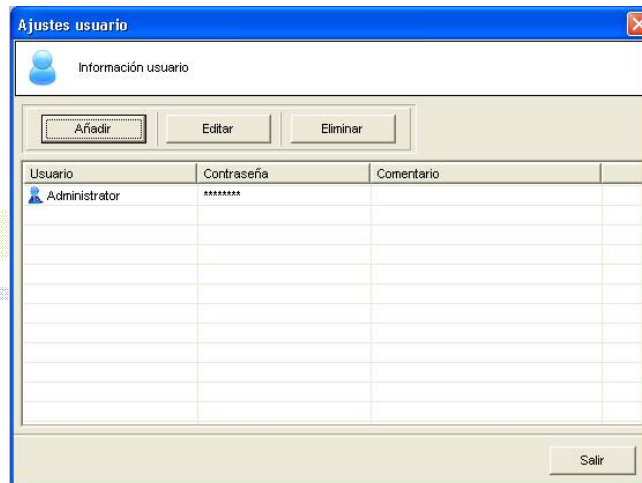 Ajustes usuario
Información usuario
Añadir Editar Eliminar
Usuario Contraseña Comentario
Administrator ********
Salir